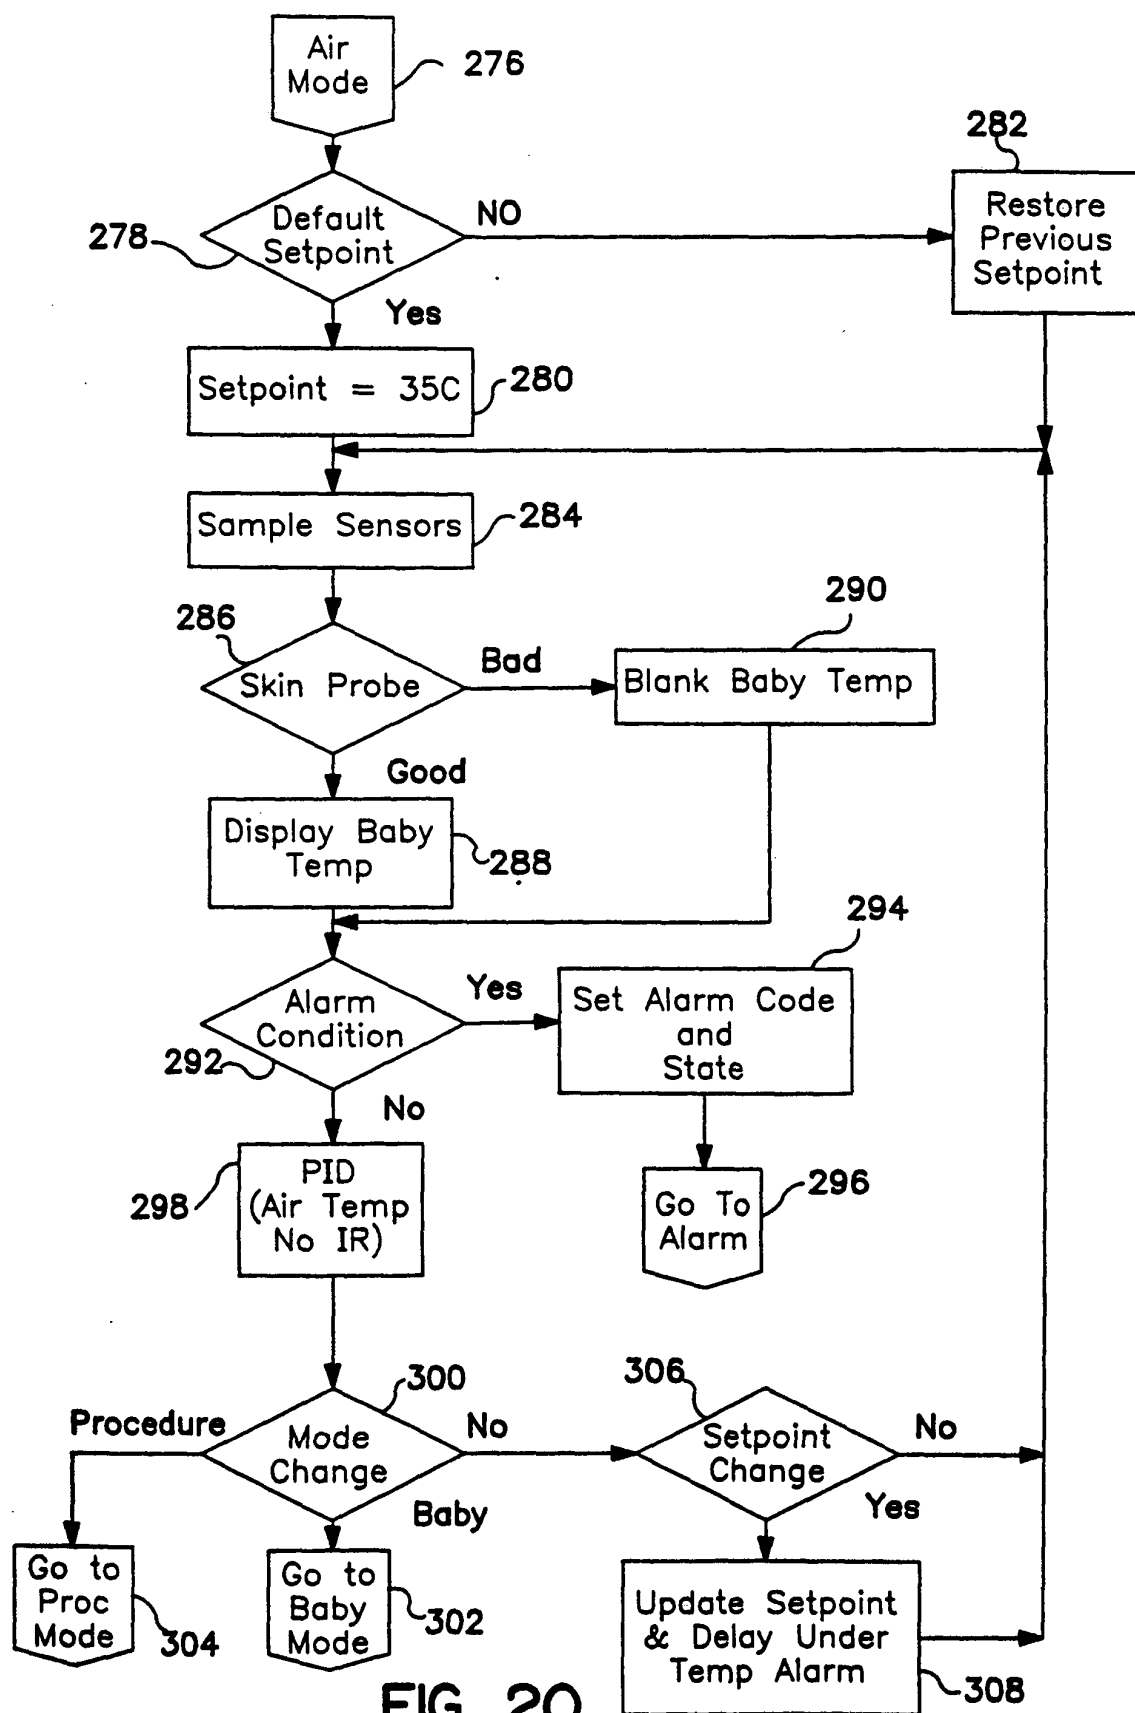 Air
Mode
276
282
Default
Setpoint
NO
278
Restore
Previous
Setpoint
Yes
Setpoint = 35C
280
Sample Sensors
284
286
Skin Probe
Bad
290
Blank Baby Temp
Good
Display Baby
Temp
288
294
Alarm
Condition
292
Yes
Set Alarm Code
and
State
No
298
PID
(Air Temp
No IR)
Go To
Alarm
296
300
306
Procedure
Mode
Change
No
Setpoint
Change
No
Baby
Yes
Go to
Proc
Mode
304
Go to
Baby
Mode
302
Update Setpoint
& Delay Under
Temp Alarm
308
FIG. 20